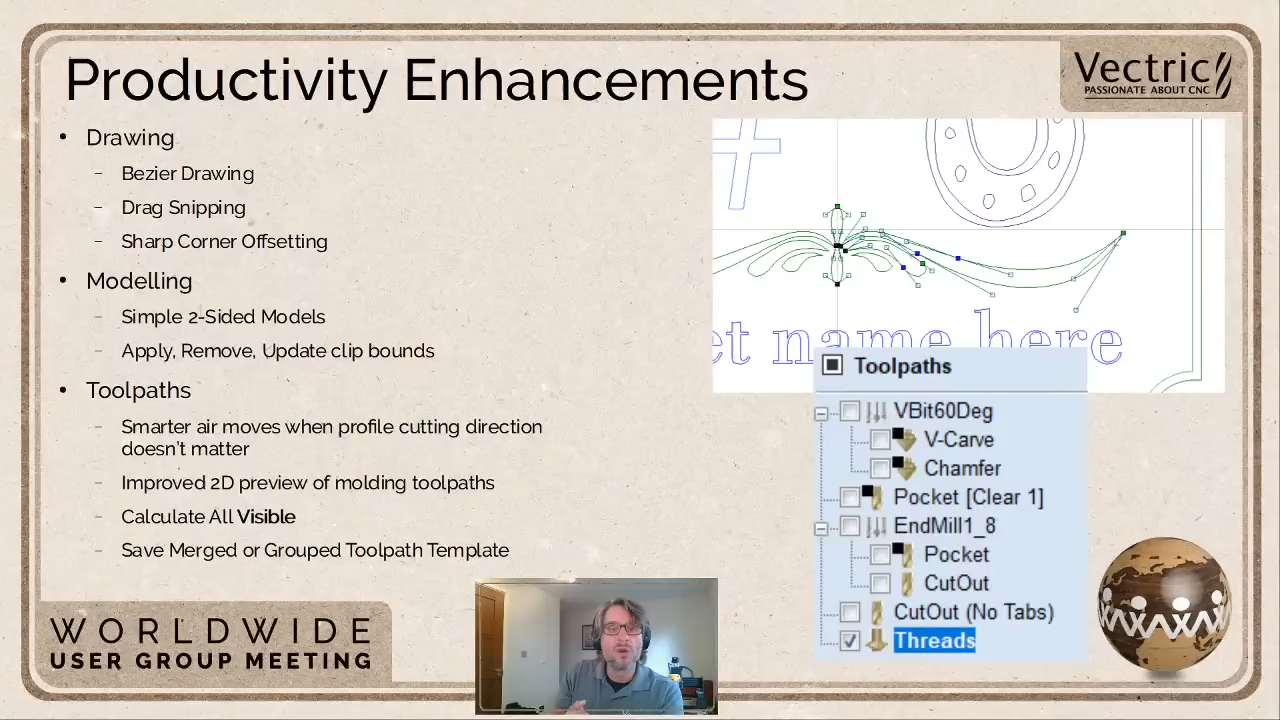 Productivity Enhancements
Vectric
PASSIONATE ABOUT CNC
• Drawing
– Bezier Drawing
– Drag Snipping
– Sharp Corner Offsetting
• Modelling
– Simple 2-Sided Models
– Apply, Remove, Update clip bounds
• Toolpaths
– Smarter air moves when profile cutting direction
doesn't matter
– Improved 2D preview of molding toolpaths
– Calculate All Visible
– Save Merged or Grouped Toolpath Template
et name here
Toolpaths
VBit60Deg
V-Carve
Chamfer
Pocket [Clear 1]
EndMill1_8
Pocket
CutOut
CutOut (No Tabs)
Threads
WORLDWIDE
USER GROUP MEETING